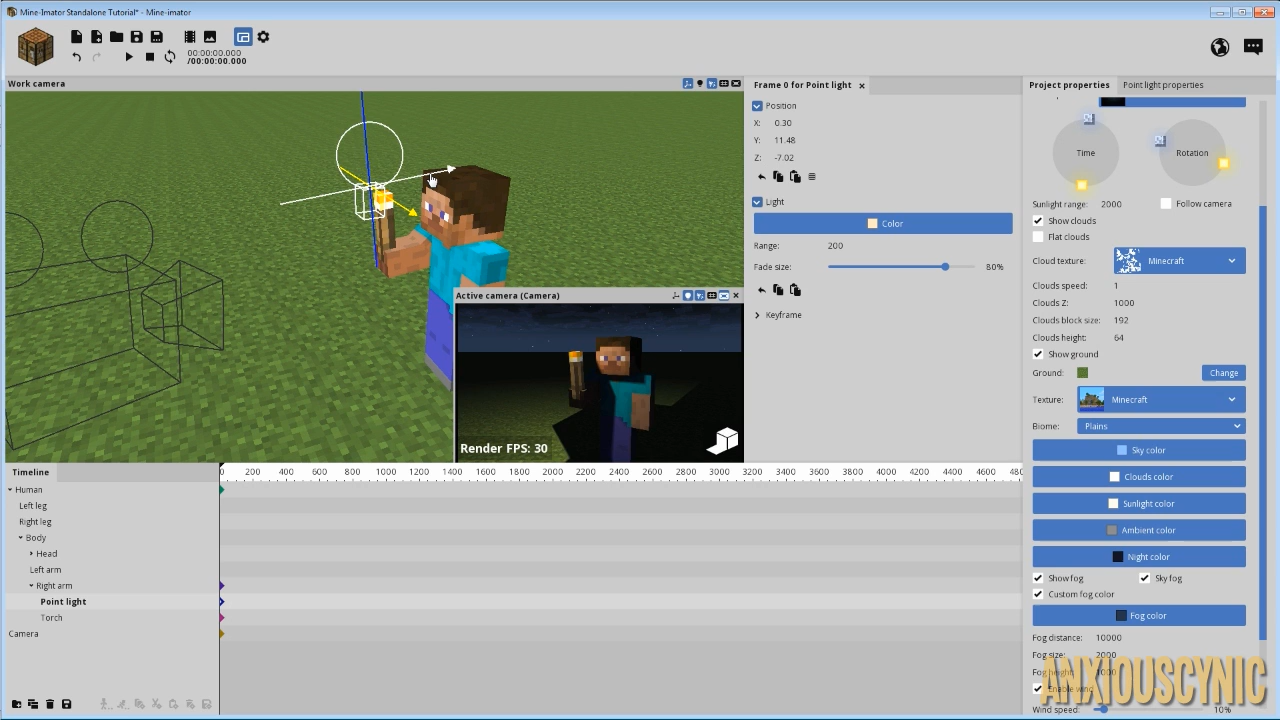 Mine-Imator Standalone Tutorial* - Mine-imator
00:00:00.000
/00:00:00.000
Work camera
Frame 0 for Point light
Position
X: 0.30
Y: 11.48
Z: -7.02
Light
Color
Range: 200
Fade size: 80%
Keyframe
Active camera (Camera)
Render FPS: 30
Project properties
Point light properties
Time
Rotation
Sunlight range: 2000
Follow camera
Show clouds
Flat clouds
Cloud texture: Minecraft
Clouds speed: 1
Clouds Z: 1000
Clouds block size: 192
Clouds height: 64
Show ground
Ground: Change
Texture: Minecraft
Biome: Plains
Sky color
Clouds color
Sunlight color
Ambient color
Night color
Show fog
Sky fog
Custom fog color
Fog color
Fog distance: 10000
Fog size: 2000
Fog height: 1000
Enable wind
Wind speed: 10%
ANXIOUSCYNIC
Timeline
0 200 400 600 800 1000 1200 1400 1600 1800 2000 2200 2400 2600 2800 3000 3200 3400 3600 3800 4000 4200 4400 4600 480
Human
Left leg
Right leg
Body
Head
Left arm
Right arm
Point light
Torch
Camera